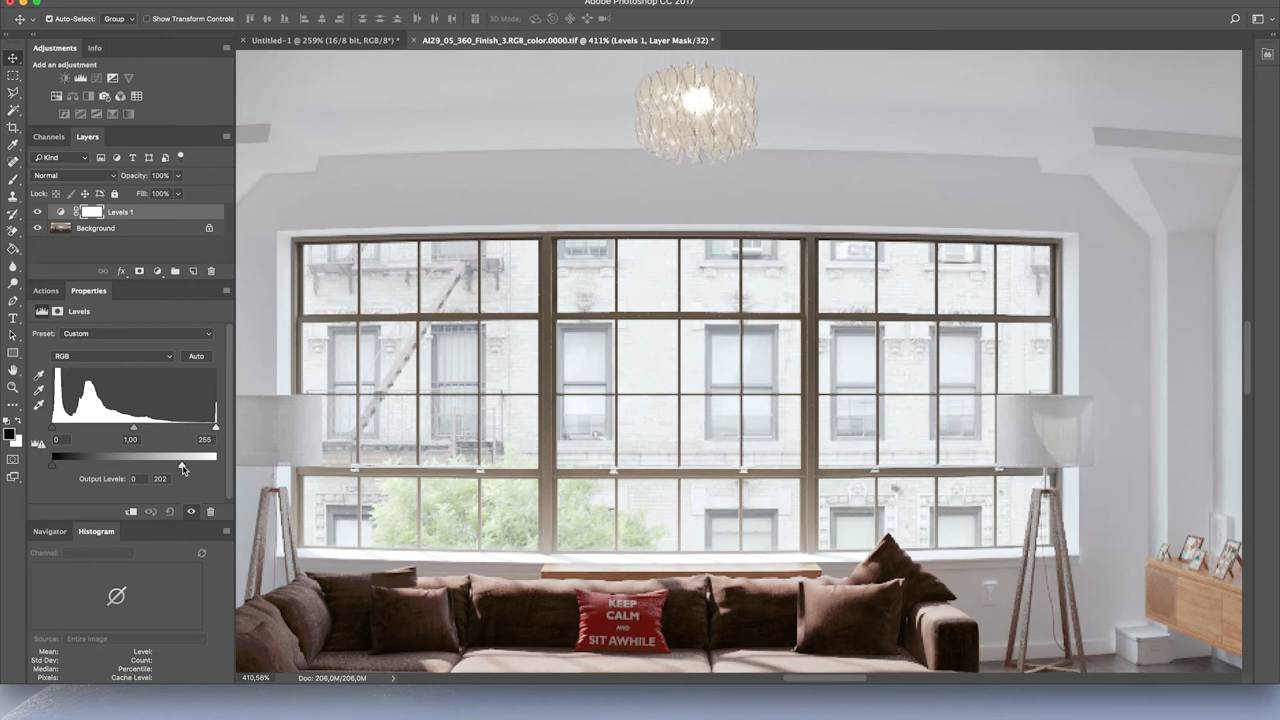 Adobe Photoshop CC 2017
Auto-Select:
Group
Show Transform Controls
3D Mode:
Untitled-1 @ 259% (16/8 bit, RGB/8*) *
AI29_05_360_Finish_3.RGB_color.0000.tif @ 411% (Levels 1, Layer Mask/32) *
Adjustments
Info
Add an adjustment
Channels
Layers
Kind
Normal
Opacity: 100%
Lock:
Fill: 100%
Levels 1
Background
fx
Actions
Properties
Levels
Preset: Custom
RGB
Auto
0
1,00
255
Output Levels: 0 202
Navigator
Histogram
Channel:
Source: Entire Image
Mean:
Level:
Std Dev:
Count:
Median:
Percentile:
Pixels:
Cache Level:
KEEP
CALM
AND
SIT AWHILE
410,58%
Doc: 206,0M/206,0M